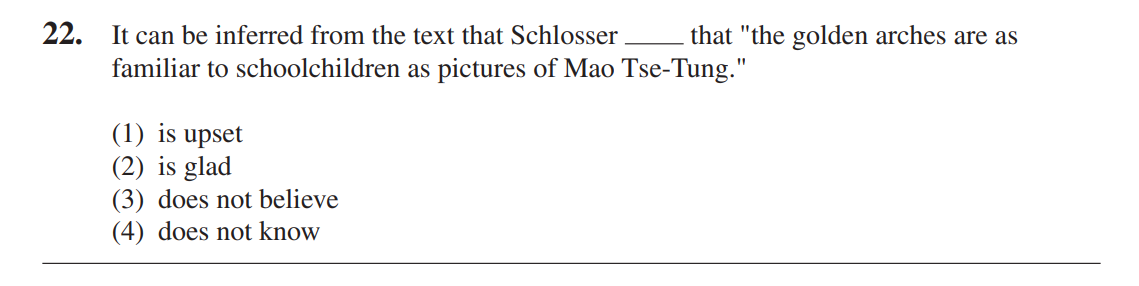 22. It can be inferred from the text that Schlosser _____ that "the golden arches are as
familiar to schoolchildren as pictures of Mao Tse-Tung."
(1) is upset
(2) is glad
(3) does not believe
(4) does not know